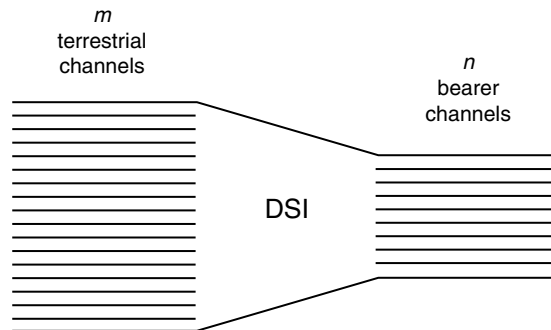 m
terrestrial
channels
n
bearer
channels
DSI